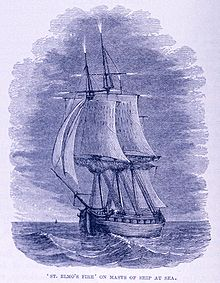 'ST. ELMO'S FIRE' ON MASTS OF SHIP AT SEA.